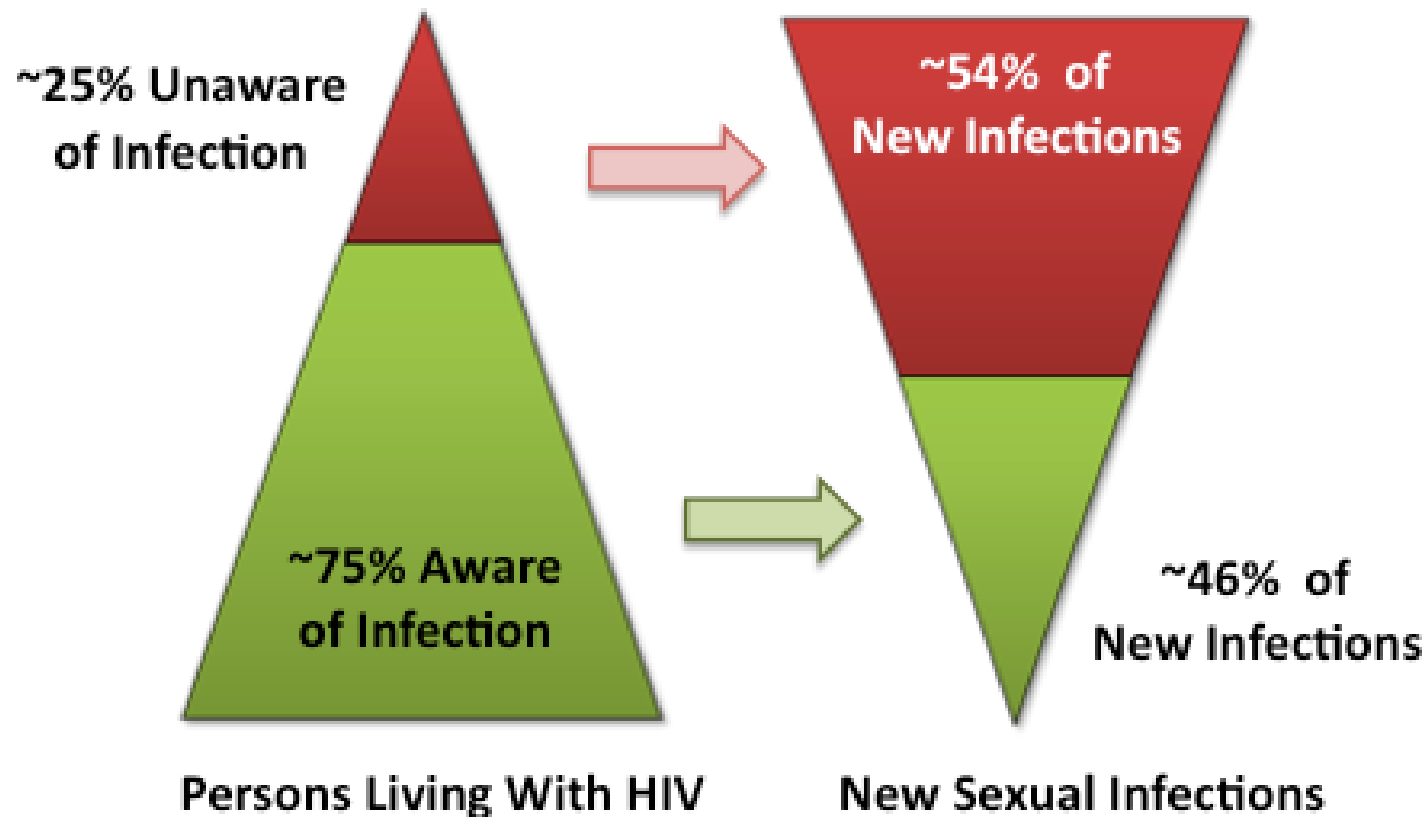 ~25% Unaware
of Infection
~54% of
New Infections
~75% Aware
of Infection
~46% of
New Infections
Persons Living With HIV
New Sexual Infections